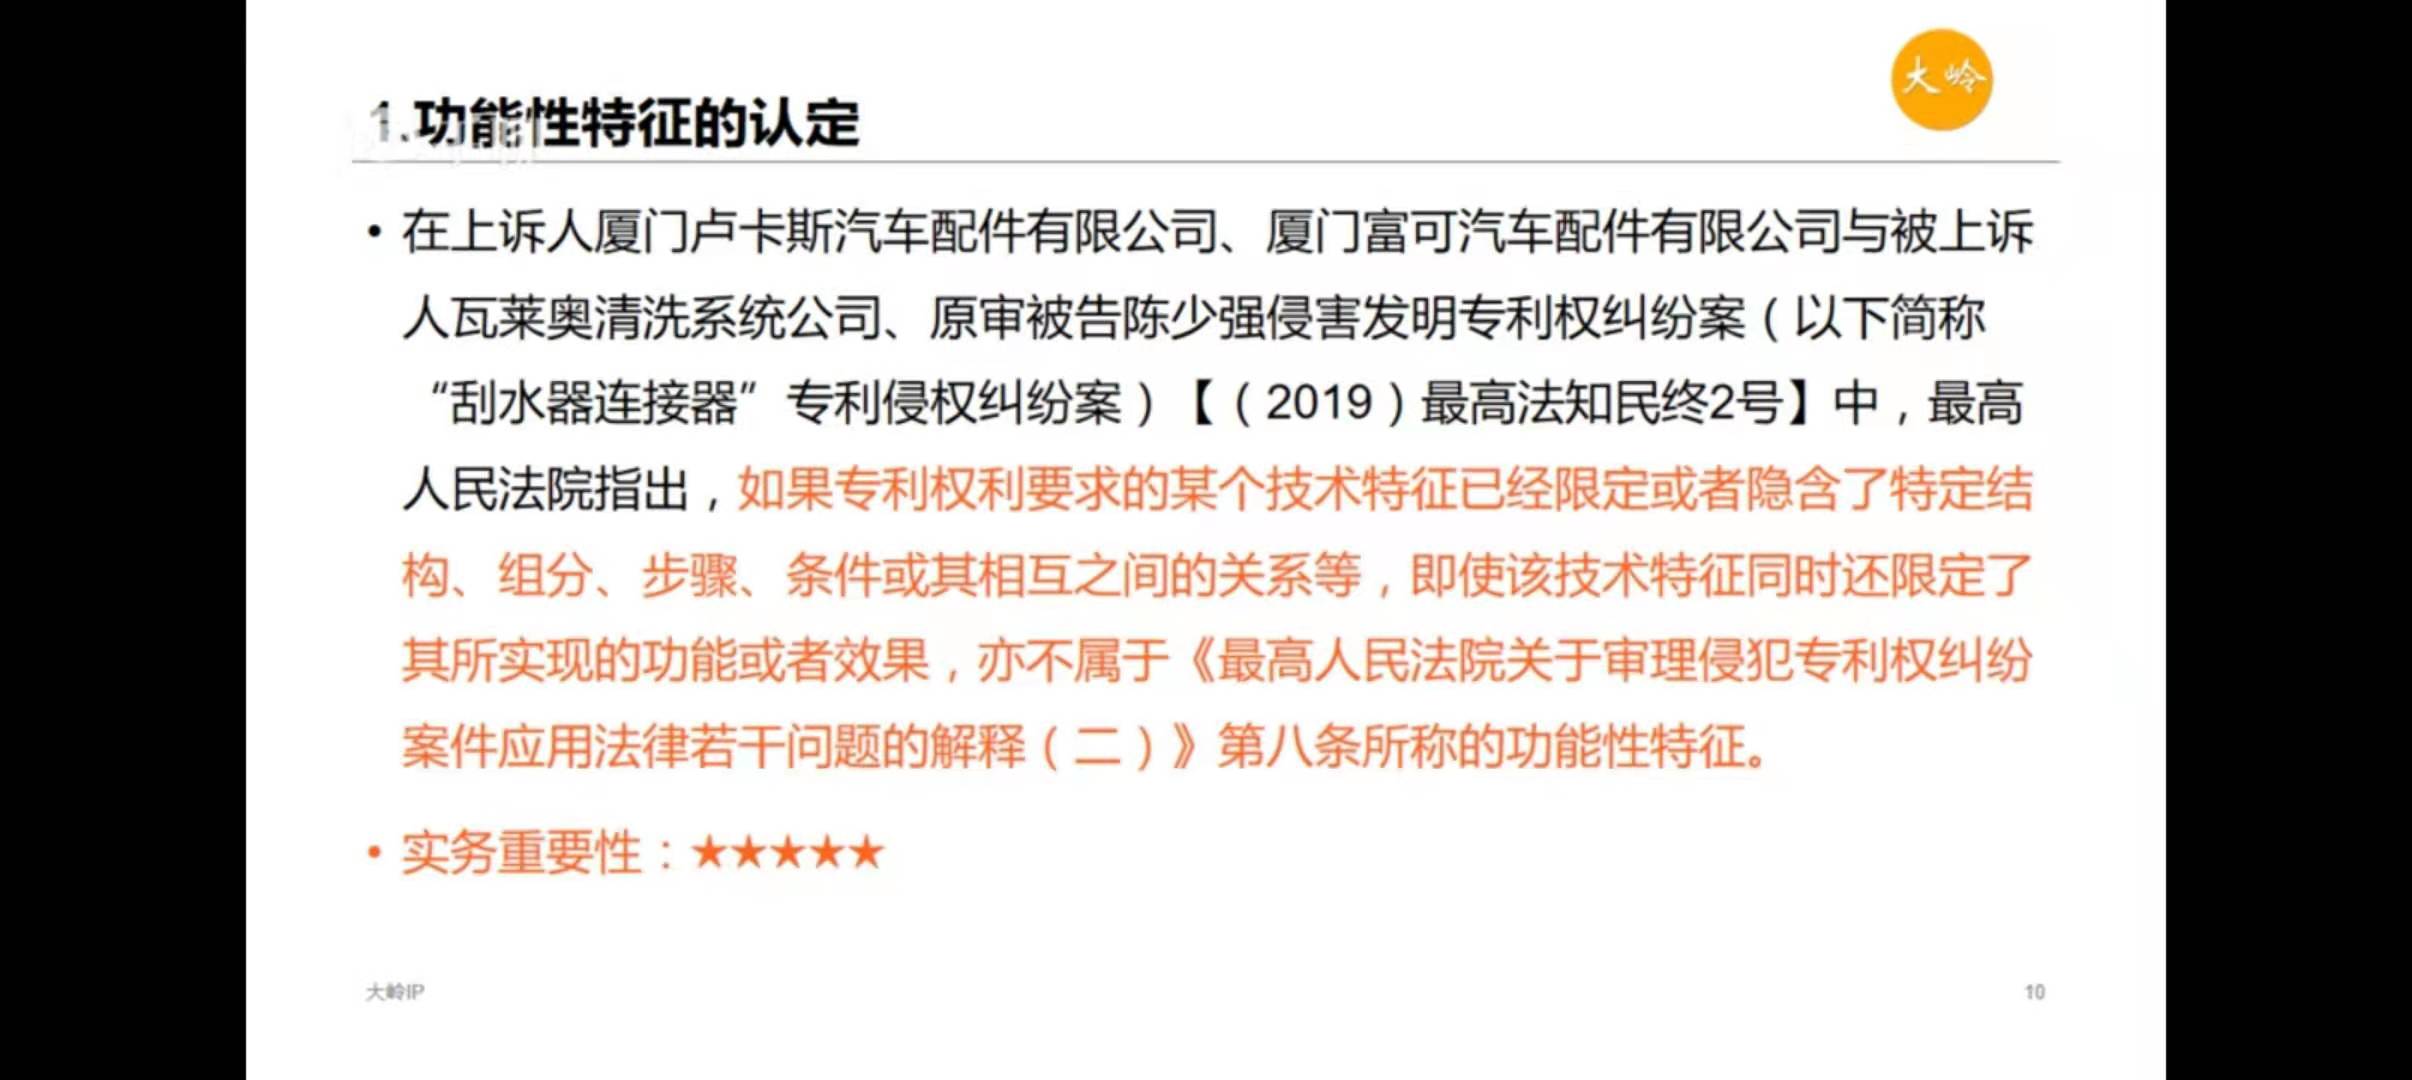 大岭
1.功能性特征的认定
• 在上诉人厦门卢卡斯汽车配件有限公司、厦门富可汽车配件有限公司与被上诉
人瓦莱奥清洗系统公司、原审被告陈少强侵害发明专利权纠纷案（以下简称
“刮水器连接器”专利侵权纠纷案）【（2019）最高法知民终2号】中，最高
人民法院指出，如果专利权利要求的某个技术特征已经限定或者隐含了特定结
构、组分、步骤、条件或其相互之间的关系等，即使该技术特征同时还限定了
其所实现的功能或者效果，亦不属于《最高人民法院关于审理侵犯专利权纠纷
案件应用法律若干问题的解释（二）》第八条所称的功能性特征。
• 实务重要性：★★★★★
大岭IP
10